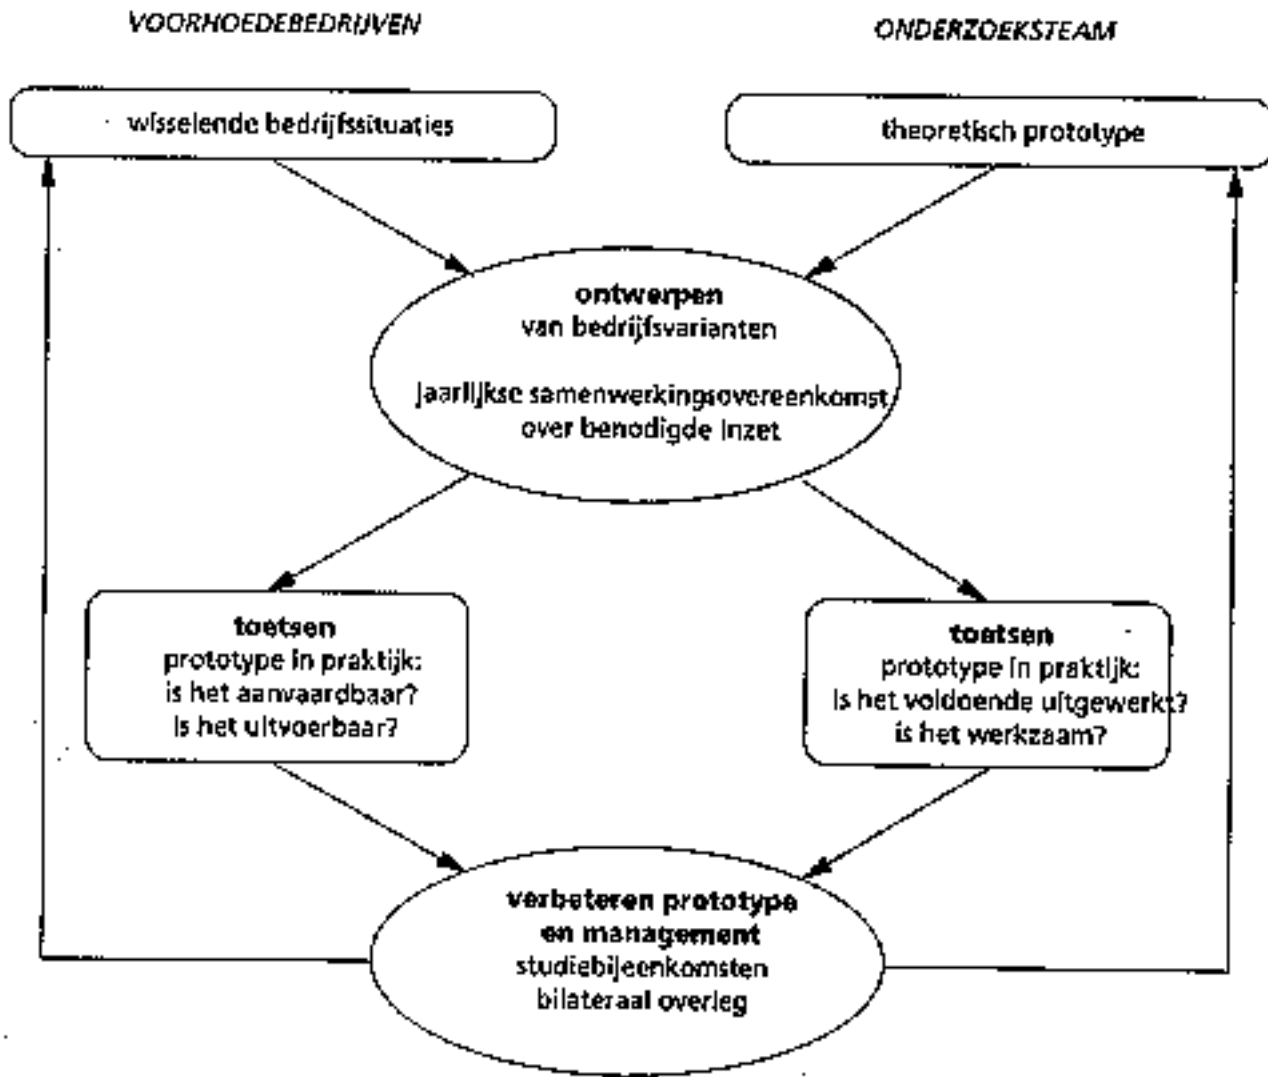 VOORHOEDEBEDRIJVEN
ONDERZOEKSTEAM
wisselende bedrijfssituaties
theoretisch prototype
ontwerpen
van bedrijfsvarianten
jaarlijkse samenwerkingsovereenkomst
over benodigde inzet
toetsen
prototype in praktijk:
is het aanvaardbaar?
is het uitvoerbaar?
toetsen
prototype in praktijk:
is het voldoende uitgewerkt?
is het werkzaam?
verbeteren prototype
en management
studiebijeenkomsten
bilateraal overleg